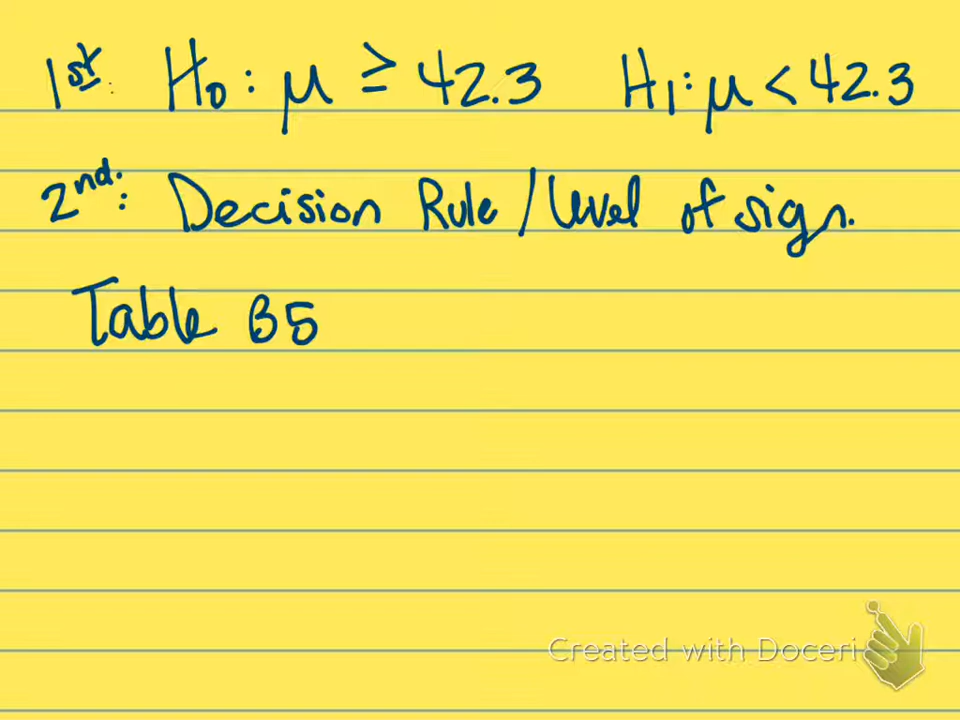 1st: H₀: μ ≥ 42.3 H₁: μ < 42.3
2nd.: Decision Rule / level of sign.
Table B5
Created with Doceri